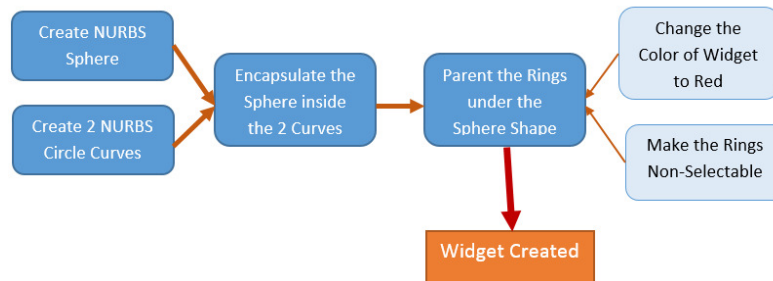 Create NURBS
Sphere
Create 2 NURBS
Circle Curves
Encapsulate the
Sphere inside
the 2 Curves
Parent the Rings
under the
Sphere Shape
Change the
Color of Widget
to Red
Make the Rings
Non-Selectable
Widget Created